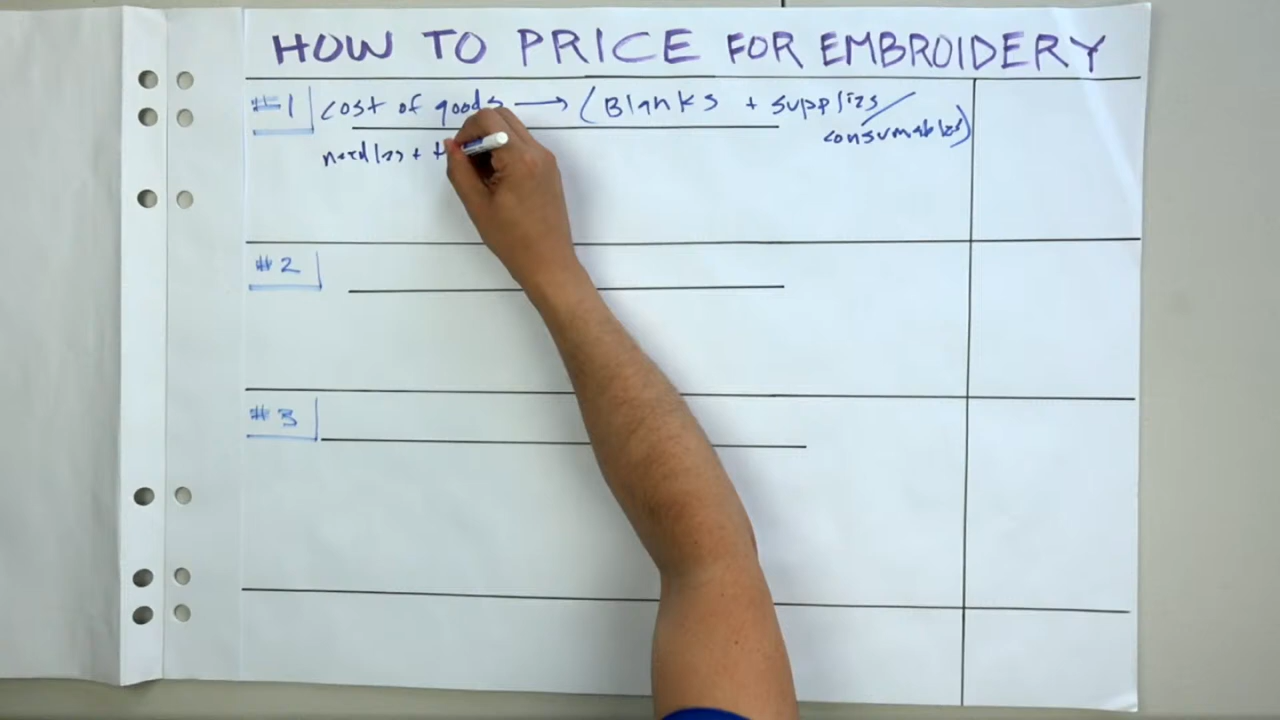 HOW TO PRICE FOR EMBROIDERY
#1 cost of goods → (Blanks + supplies/
consumables)
needles + t
#2
#3